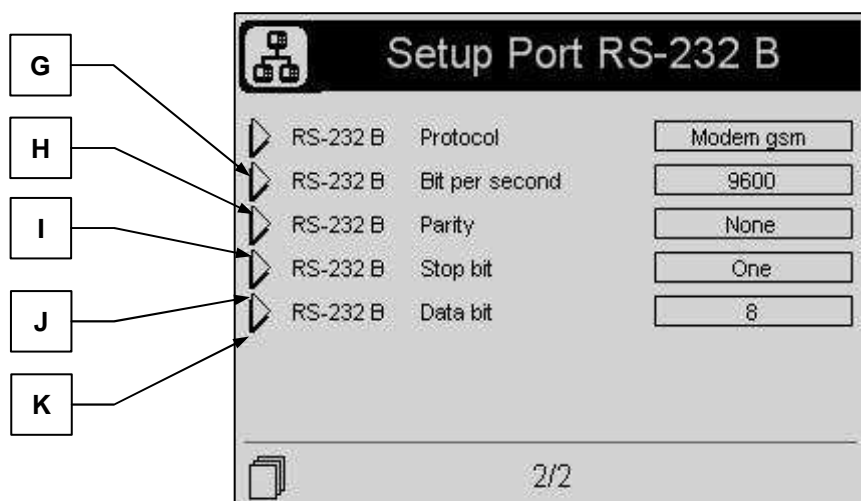 Setup Port RS-232 B
G
H
I
J
K
RS-232 B Protocol Modem gsm
RS-232 B Bit per second 9600
RS-232 B Parity None
RS-232 B Stop bit One
RS-232 B Data bit 8
2/2